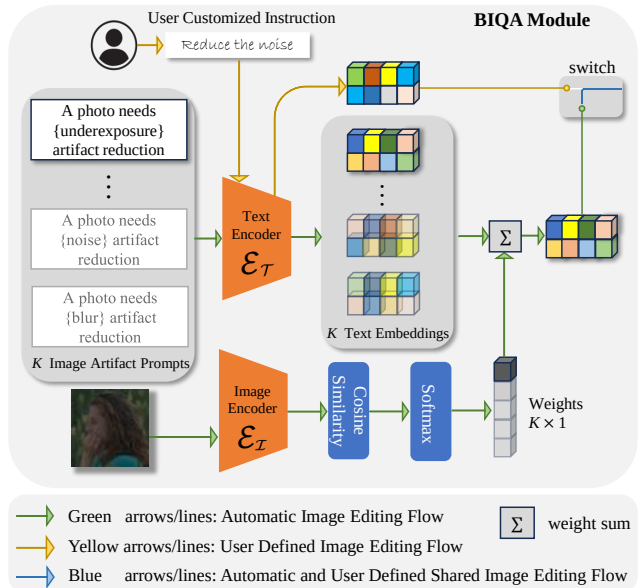 User Customized Instruction
BIQA Module
Reduce the noise
switch
A photo needs
{underexposure}
artifact reduction
⋮
A photo needs
{noise} artifact
reduction
A photo needs
{blur} artifact
reduction
K Image Artifact Prompts
Text
Encoder
ℰ_𝒯
⋮
K Text Embeddings
Σ
Image
Encoder
ℰ_ℐ
Cosine
Similarity
Softmax
Weights
K × 1
Green arrows/lines: Automatic Image Editing Flow
Σ weight sum
Yellow arrows/lines: User Defined Image Editing Flow
Blue arrows/lines: Automatic and User Defined Shared Image Editing Flow